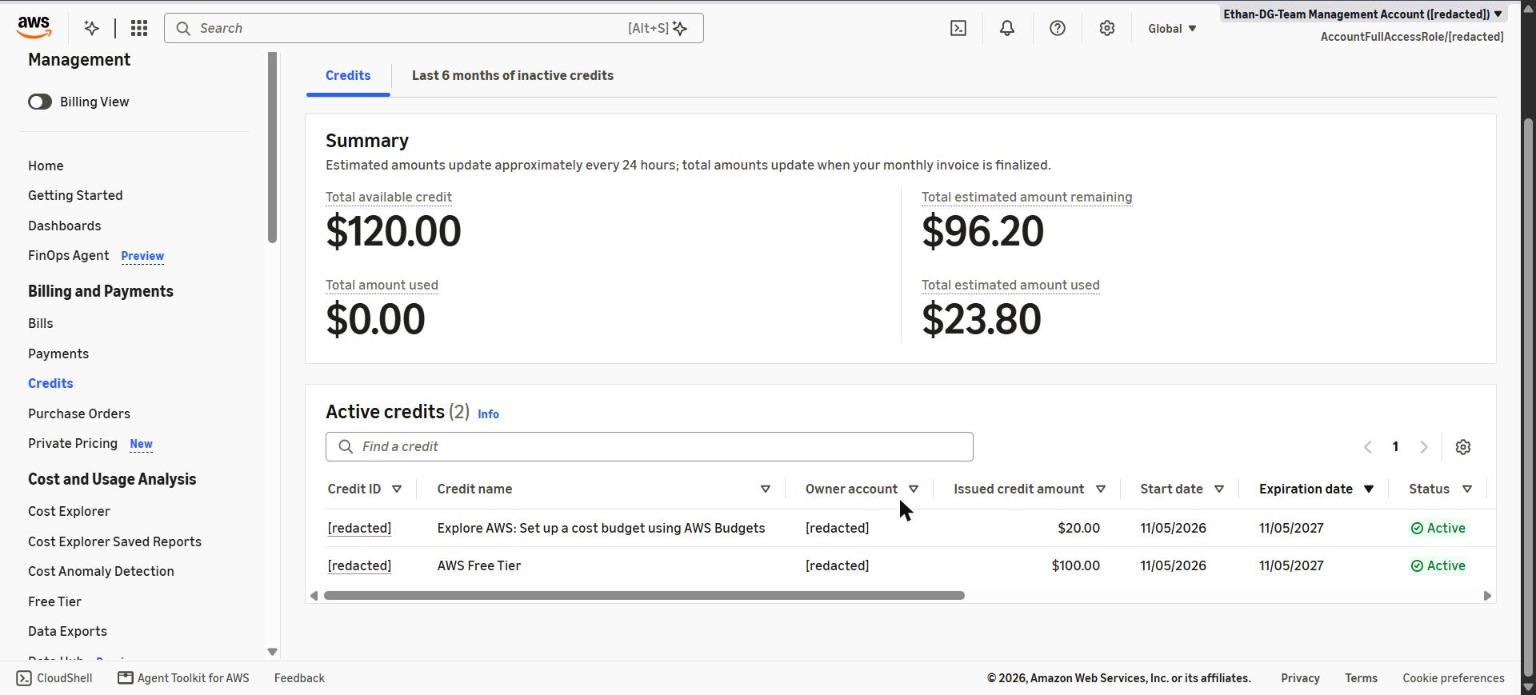 aws
Search [Alt+S]
Global
Ethan-DG-Team Management Account ([redacted])
AccountFullAccessRole/[redacted]
Management
Billing View
Home
Getting Started
Dashboards
FinOps Agent Preview
Billing and Payments
Bills
Payments
Credits
Purchase Orders
Private Pricing New
Cost and Usage Analysis
Cost Explorer
Cost Explorer Saved Reports
Cost Anomaly Detection
Free Tier
Data Exports
Credits Last 6 months of inactive credits
Summary
Estimated amounts update approximately every 24 hours; total amounts update when your monthly invoice is finalized.
Total available credit
$120.00
Total estimated amount remaining
$96.20
Total amount used
$0.00
Total estimated amount used
$23.80
Active credits (2) Info
Find a credit
1
Credit ID Credit name Owner account Issued credit amount Start date Expiration date Status
[redacted] Explore AWS: Set up a cost budget using AWS Budgets [redacted] $20.00 11/05/2026 11/05/2027 Active
[redacted] AWS Free Tier [redacted] $100.00 11/05/2026 11/05/2027 Active
CloudShell Agent Toolkit for AWS Feedback
© 2026, Amazon Web Services, Inc. or its affiliates. Privacy Terms Cookie preferences